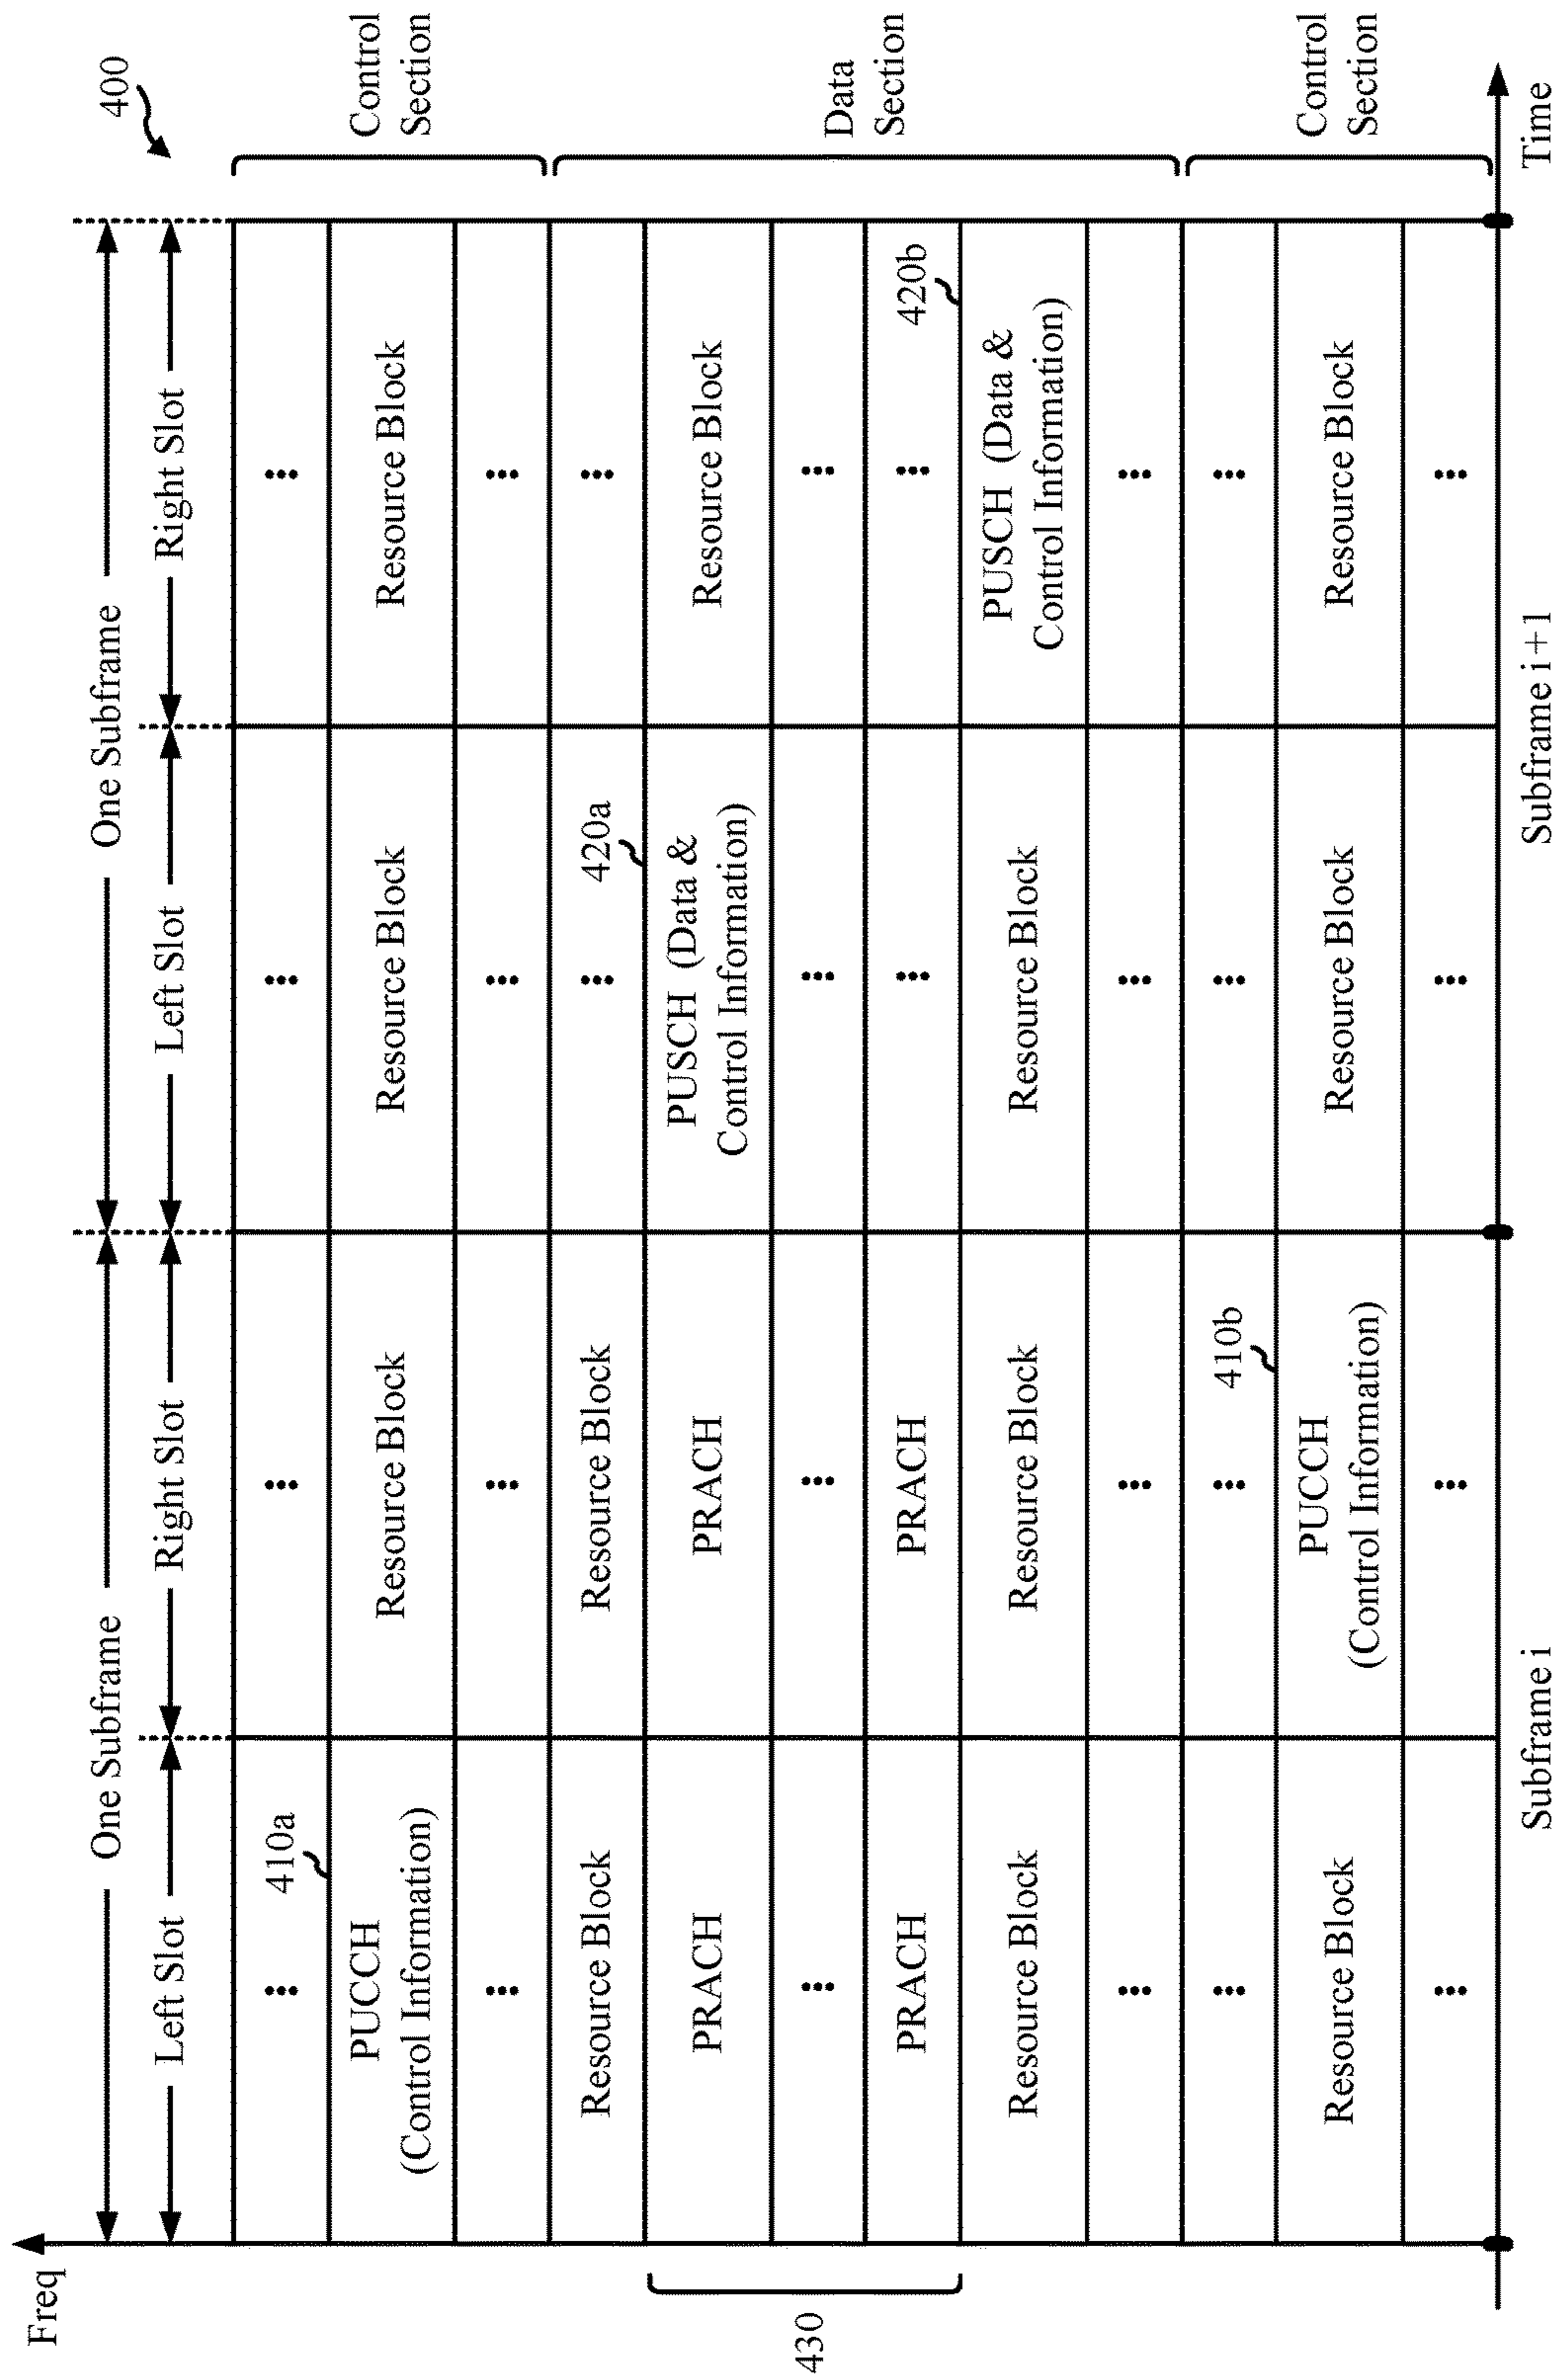 Freq
One Subframe
One Subframe
400
Left Slot
Right Slot
Left Slot
Right Slot
410a
PUCCH
(Control Information)
Resource Block
Resource Block
Resource Block
Control
Section
Resource Block
Resource Block
420a
PRACH
PRACH
PUSCH (Data &
Control Information)
Resource Block
430
Data
Section
PRACH
PRACH
420b
Resource Block
Resource Block
Resource Block
PUSCH (Data &
Control Information)
410b
Resource Block
PUCCH
(Control Information)
Resource Block
Resource Block
Control
Section
Subframe i
Subframe i + 1
Time